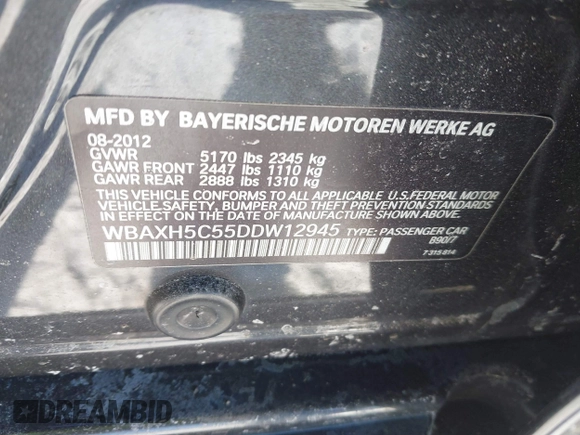 MFD BY BAYERISCHE MOTOREN WERKE AG
08-2012
GVWR 5170 lbs 2345 kg
GAWR FRONT 2447 lbs 1110 kg
GAWR REAR 2888 lbs 1310 kg
THIS VEHICLE CONFORMS TO ALL APPLICABLE U.S.FEDERAL MOTOR
VEHICLE.SAFETY, BUMPER AND THEFT PREVENTION STANDARDS
IN EFFECT ON THE DATE OF MANUFACTURE SHOWN ABOVE.
WBAXH5C55DDW12945 TYPE: PASSENGER CAR
B90/7
7315814
DREAMBID